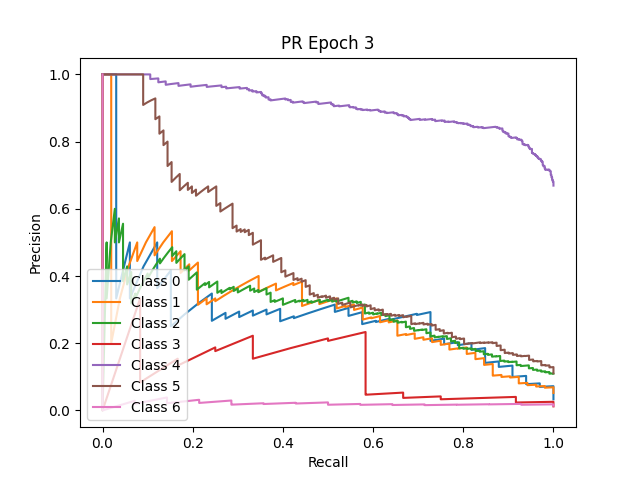 PR Epoch 3
Precision
1.0
0.8
0.6
0.4
0.2
0.0
Class 0
Class 1
Class 2
Class 3
Class 4
Class 5
Class 6
0.0 0.2 0.4 0.6 0.8 1.0
Recall